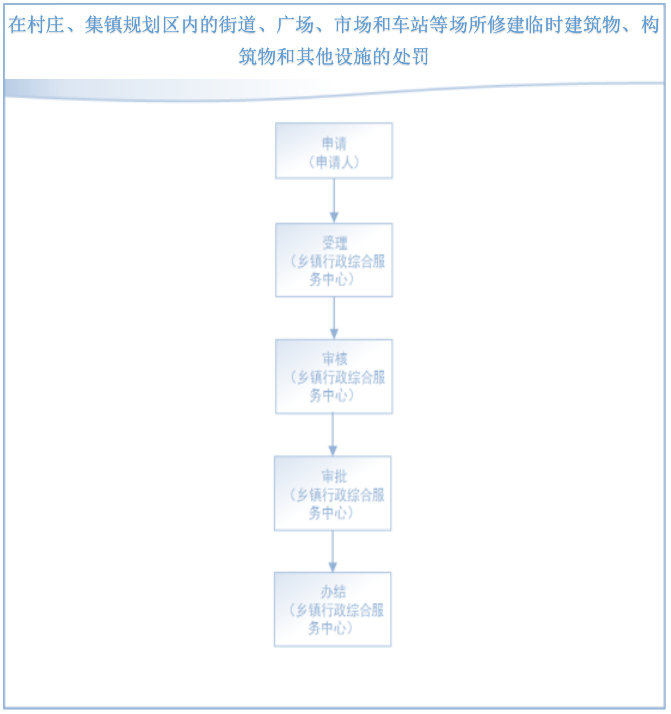 在村庄、集镇规划区内的街道、广场、市场和车站等场所修建临时建筑物、构
筑物和其他设施的处罚
申请
（申请人）
受理
（乡镇行政综合服
务中心）
审核
（乡镇行政综合服
务中心）
审批
（乡镇行政综合服
务中心）
办结
（乡镇行政综合服
务中心）